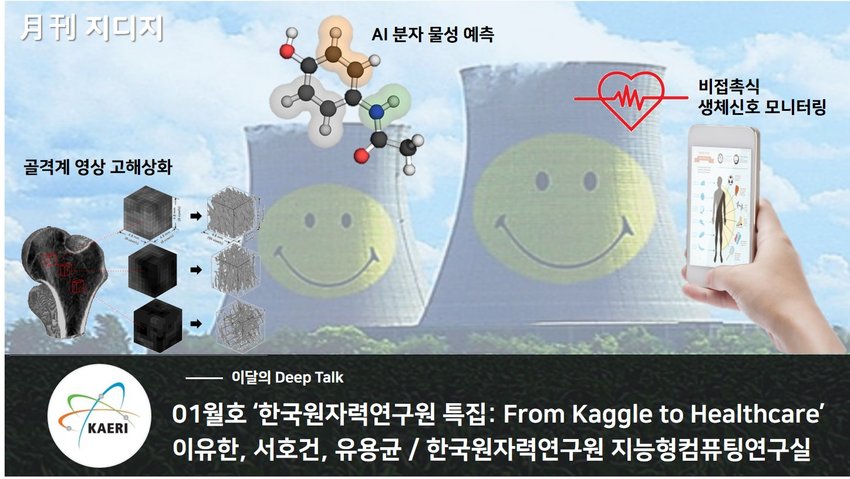 月刊 지디지
AI 분자 물성 예측
비접촉식
생체신호 모니터링
골격계 영상 고해상화
이달의 Deep Talk
KAERI
01월호 ‘한국원자력연구원 특집: From Kaggle to Healthcare’
이유한, 서호건, 유용균 / 한국원자력연구원 지능형컴퓨팅연구실